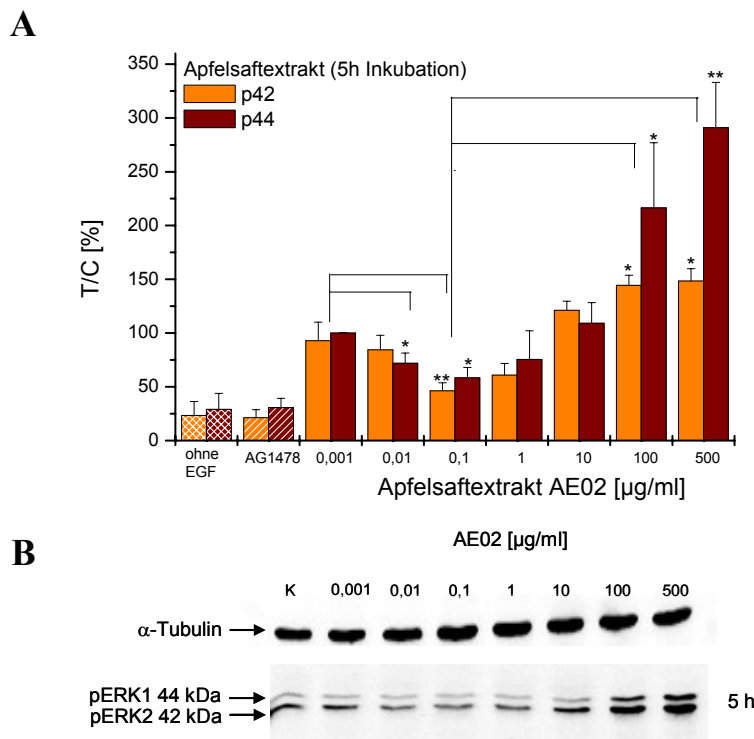 A
Apfelsaftextrakt (5h Inkubation)
p42
p44
T/C [%]
350
300
250
200
150
100
50
0
*
**
*
**
*
*
*
ohne EGF
AG1478
0,001
0,01
0,1
1
10
100
500
Apfelsaftextrakt AE02 [µg/ml]
B
AE02 [µg/ml]
K 0,001 0,01 0,1 1 10 100 500
α-Tubulin
pERK1 44 kDa
pERK2 42 kDa
5 h